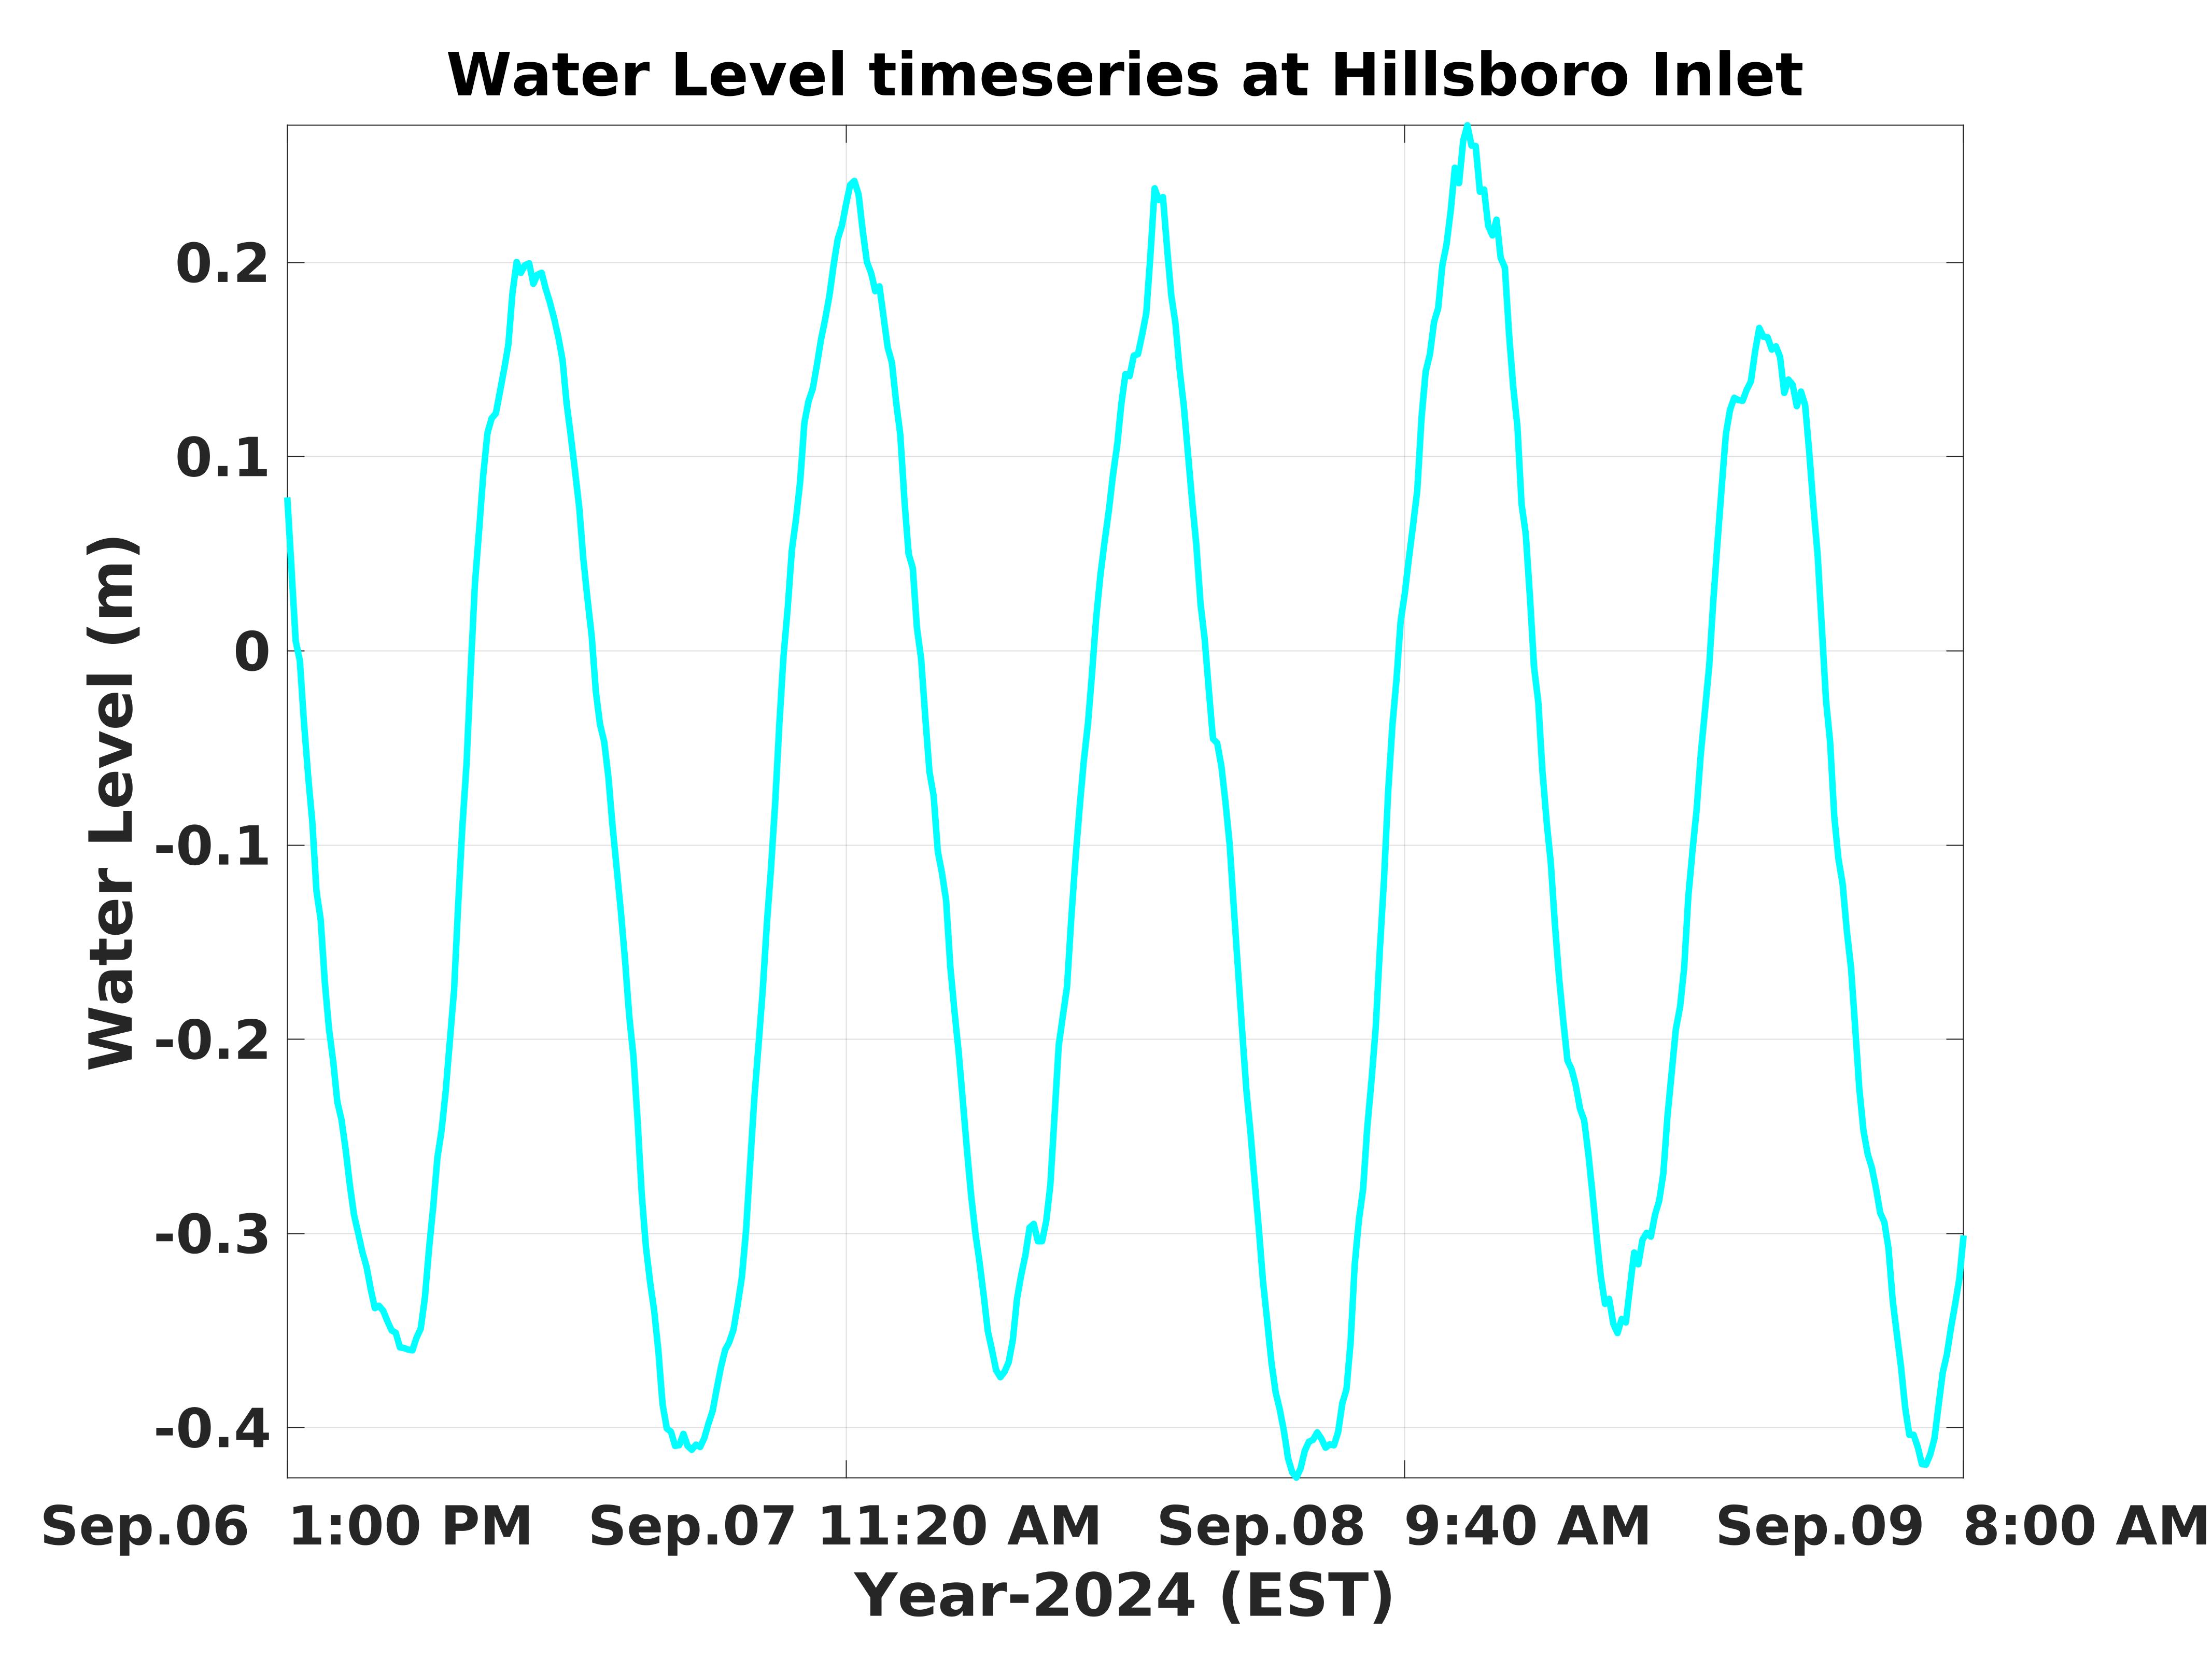 Water Level timeseries at Hillsboro Inlet
Water Level (m)
0.2
0.1
0
-0.1
-0.2
-0.3
-0.4
Sep.06 1:00 PM Sep.07 11:20 AM Sep.08 9:40 AM Sep.09 8:00 AM
Year-2024 (EST)